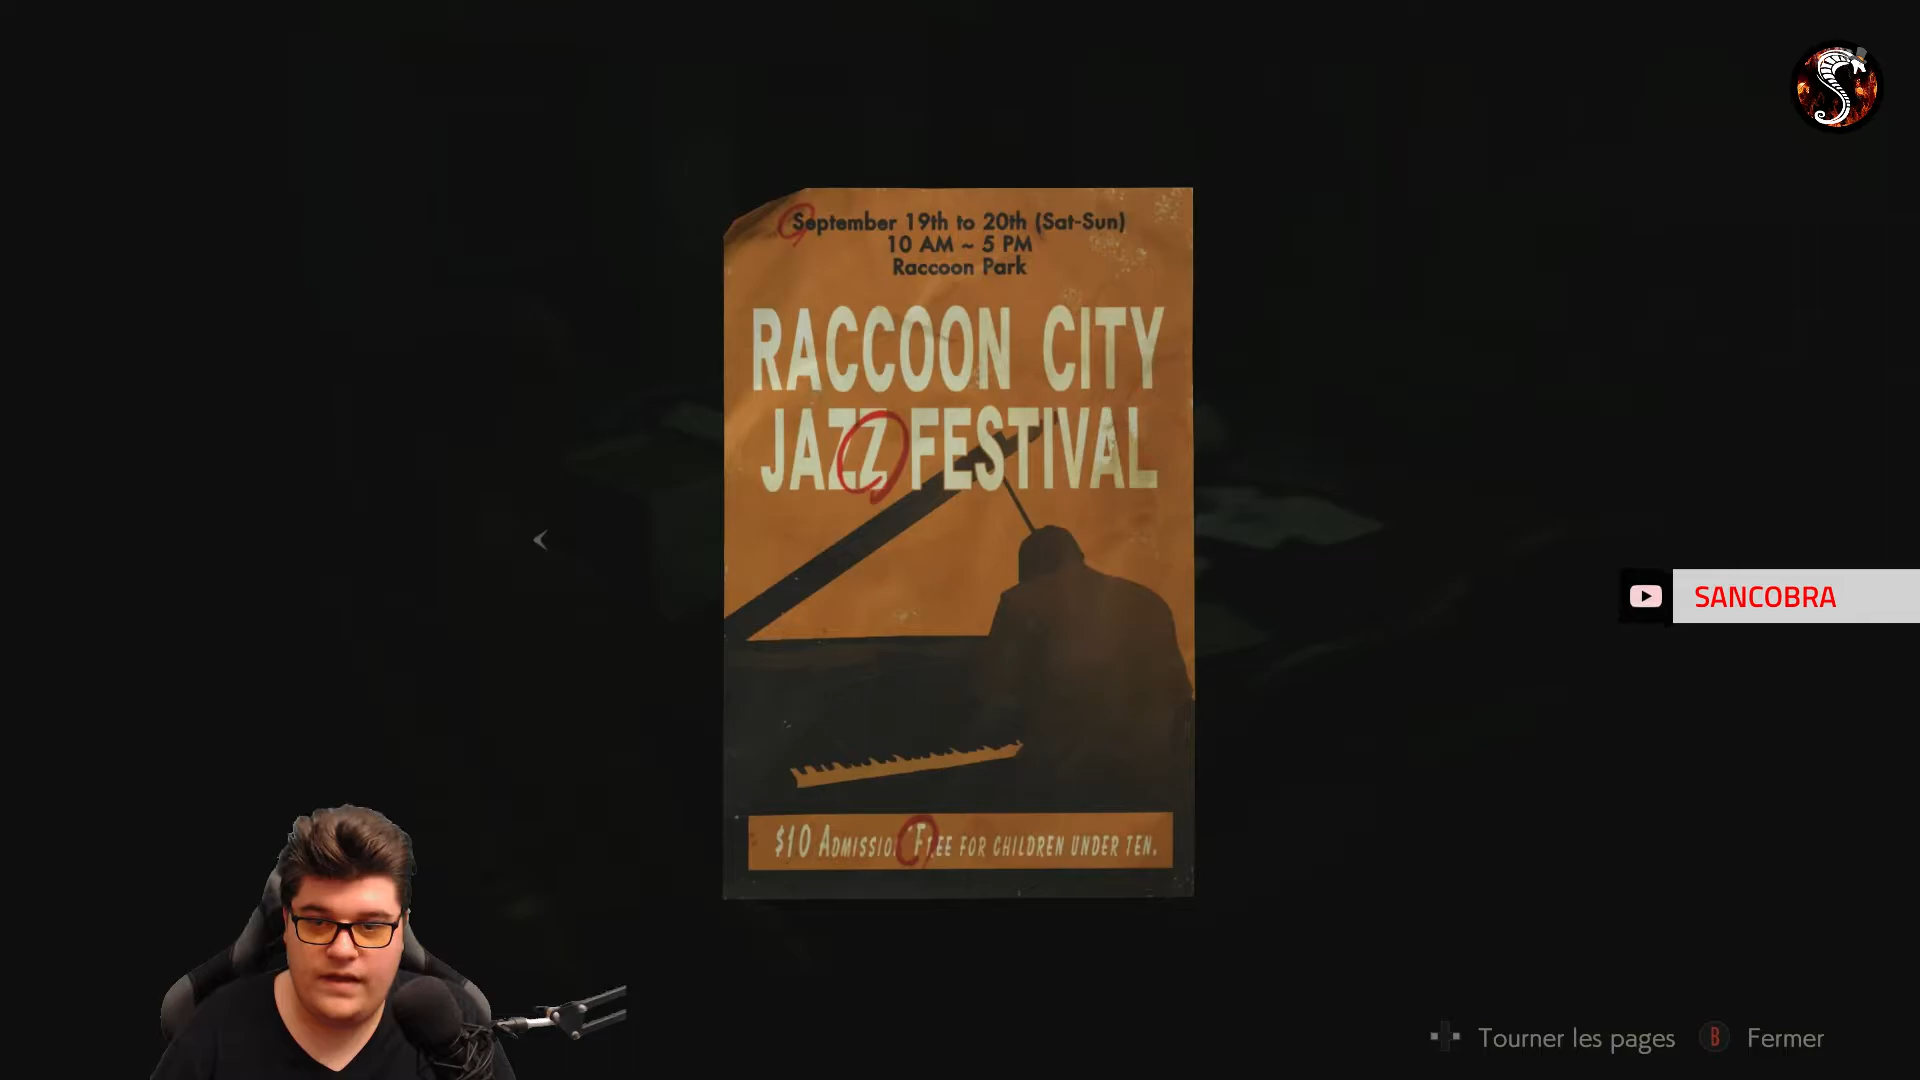 September 19th to 20th (Sat-Sun)
10 AM ~ 5 PM
Raccoon Park
RACCOON CITY
JAZZ FESTIVAL
SANCOBRA
$10 Admission Free for children under ten.
Tourner les pages
B Fermer